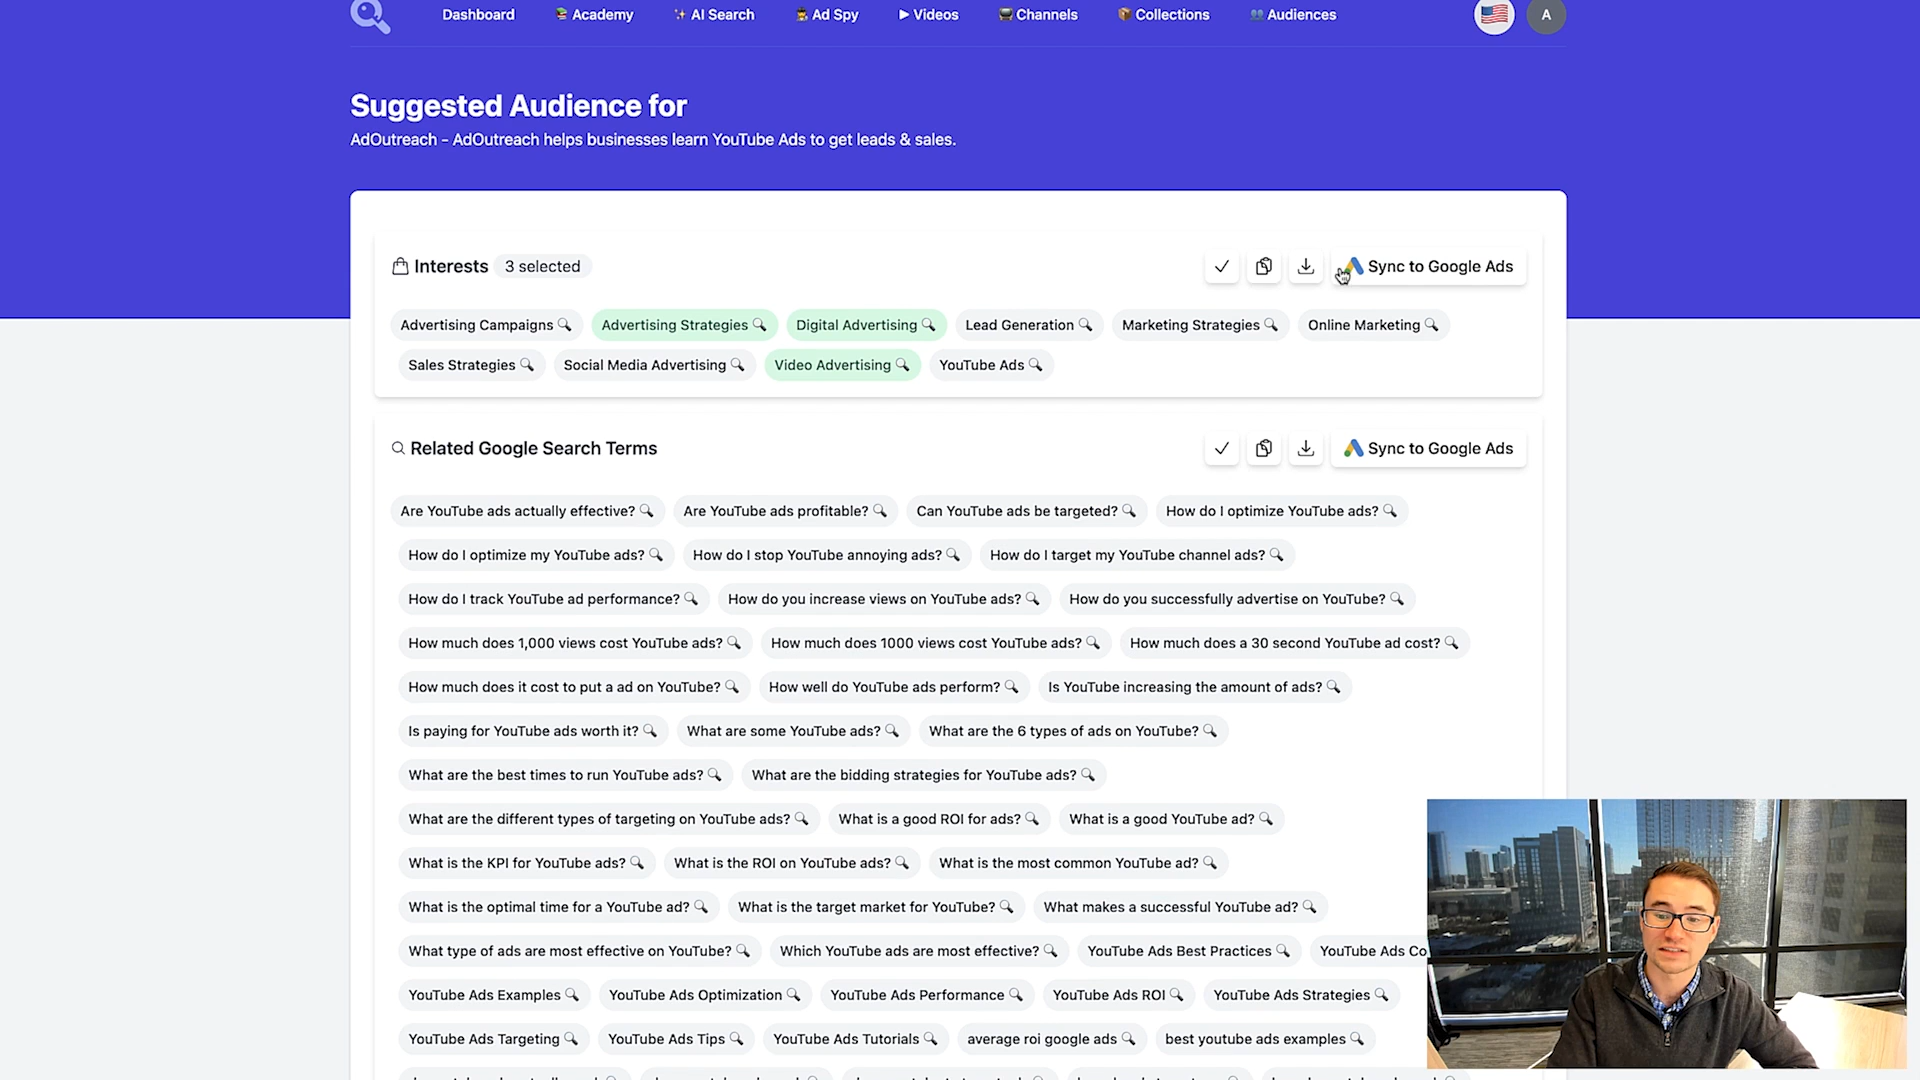 Dashboard Academy AI Search Ad Spy Videos Channels Collections Audiences A
Suggested Audience for
AdOutreach - AdOutreach helps businesses learn YouTube Ads to get leads & sales.
Interests 3 selected Sync to Google Ads
Advertising Campaigns Advertising Strategies Digital Advertising Lead Generation Marketing Strategies Online Marketing
Sales Strategies Social Media Advertising Video Advertising YouTube Ads
Related Google Search Terms Sync to Google Ads
Are YouTube ads actually effective? Are YouTube ads profitable? Can YouTube ads be targeted? How do I optimize YouTube ads?
How do I optimize my YouTube ads? How do I stop YouTube annoying ads? How do I target my YouTube channel ads?
How do I track YouTube ad performance? How do you increase views on YouTube ads? How do you successfully advertise on YouTube?
How much does 1,000 views cost YouTube ads? How much does 1000 views cost YouTube ads? How much does a 30 second YouTube ad cost?
How much does it cost to put a ad on YouTube? How well do YouTube ads perform? Is YouTube increasing the amount of ads?
Is paying for YouTube ads worth it? What are some YouTube ads? What are the 6 types of ads on YouTube?
What are the best times to run YouTube ads? What are the bidding strategies for YouTube ads?
What are the different types of targeting on YouTube ads? What is a good ROI for ads? What is a good YouTube ad?
What is the KPI for YouTube ads? What is the ROI on YouTube ads? What is the most common YouTube ad?
What is the optimal time for a YouTube ad? What is the target market for YouTube? What makes a successful YouTube ad?
What type of ads are most effective on YouTube? Which YouTube ads are most effective? YouTube Ads Best Practices YouTube Ads Co
YouTube Ads Examples YouTube Ads Optimization YouTube Ads Performance YouTube Ads ROI YouTube Ads Strategies
YouTube Ads Targeting YouTube Ads Tips YouTube Ads Tutorials average roi google ads best youtube ads examples